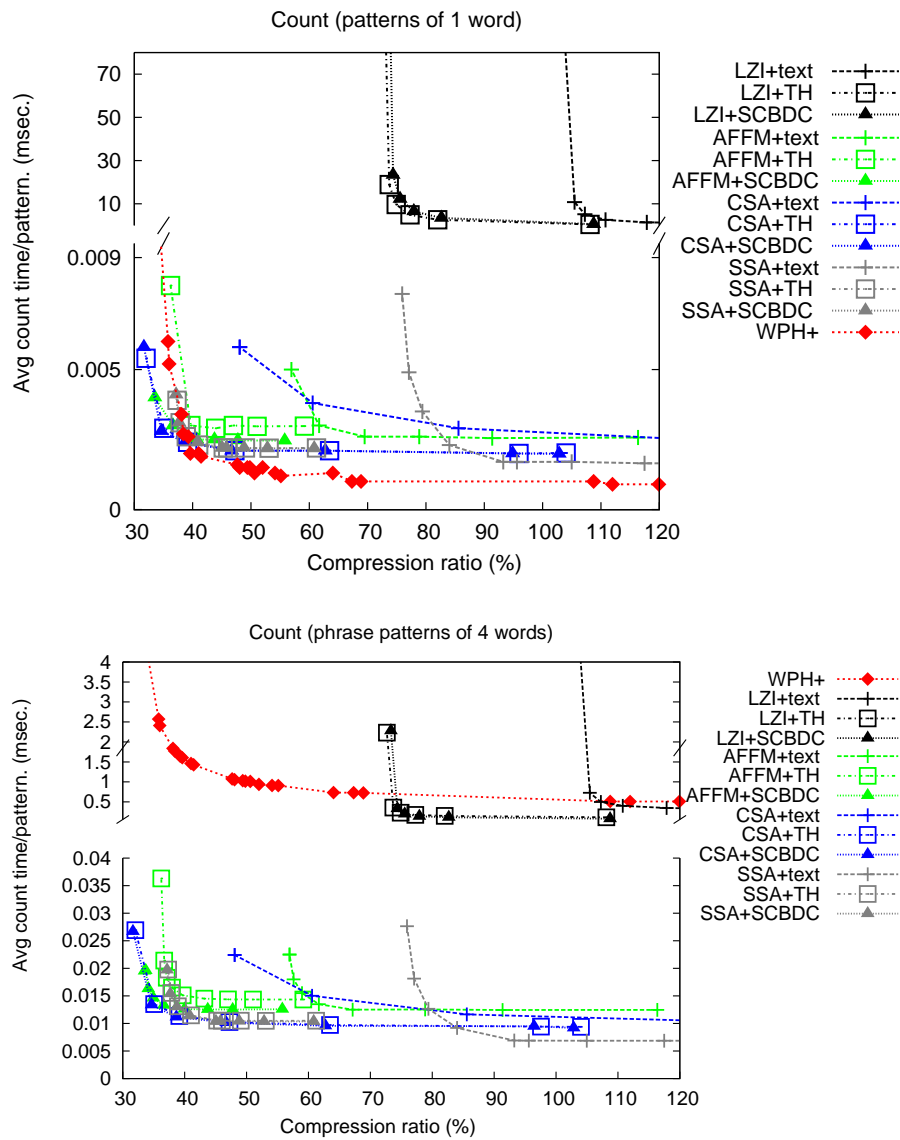 Count (patterns of 1 word)
Avg count time/pattern. (msec.)
70
50
30
10
0.009
0.005
0
30 40 50 60 70 80 90 100 110 120
Compression ratio (%)
LZI+text
LZI+TH
LZI+SCBDC
AFFM+text
AFFM+TH
AFFM+SCBDC
CSA+text
CSA+TH
CSA+SCBDC
SSA+text
SSA+TH
SSA+SCBDC
WPH+
Count (phrase patterns of 4 words)
Avg count time/pattern. (msec.)
4
3.5
3
2.5
2
1.5
1
0.5
0.04
0.035
0.03
0.025
0.02
0.015
0.01
0.005
0
30 40 50 60 70 80 90 100 110 120
Compression ratio (%)
WPH+
LZI+text
LZI+TH
LZI+SCBDC
AFFM+text
AFFM+TH
AFFM+SCBDC
CSA+text
CSA+TH
CSA+SCBDC
SSA+text
SSA+TH
SSA+SCBDC